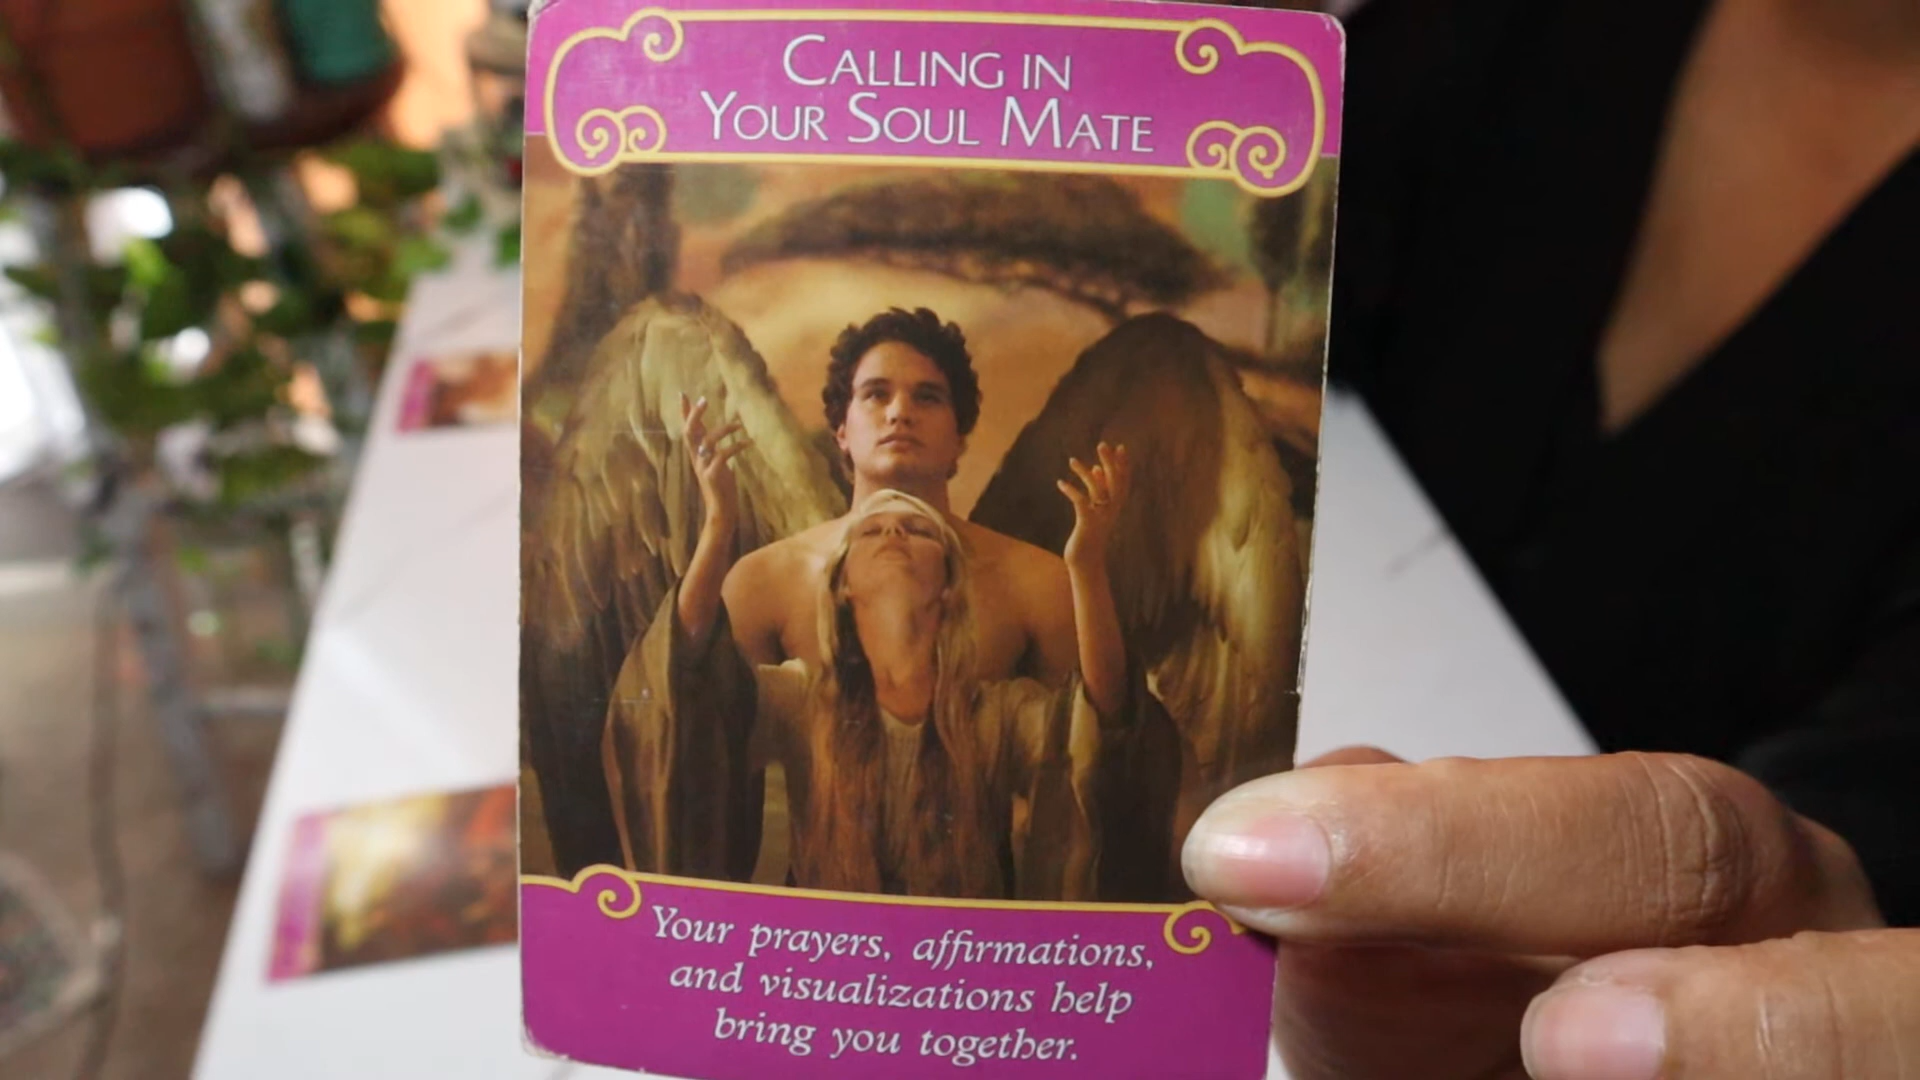 CALLING IN
YOUR SOUL MATE
Your prayers, affirmations,
and visualizations help
bring you together.